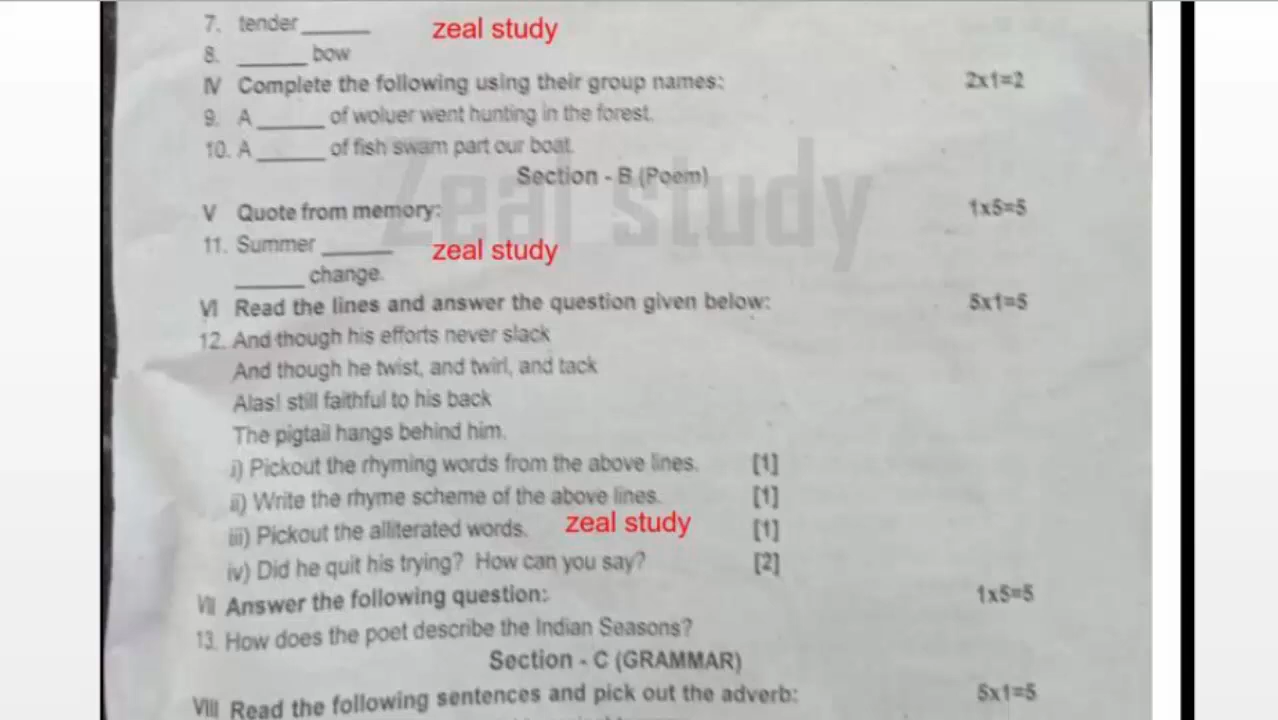 7. tender ______ zeal study
8. ______ bow
IV Complete the following using their group names: 2x1=2
9. A ______ of woluer went hunting in the forest.
10. A ______ of fish swam part our boat.
Zeal study
Section - B (Poem)
V Quote from memory: 1x5=5
11. Summer ______ zeal study
______ change.
VI Read the lines and answer the question given below: 5x1=5
12. And though his efforts never slack
And though he twist, and twirl, and tack
Alas! still faithful to his back
The pigtail hangs behind him.
i) Pickout the rhyming words from the above lines. [1]
ii) Write the rhyme scheme of the above lines. [1]
iii) Pickout the alliterated words. zeal study [1]
iv) Did he quit his trying? How can you say? [2]
VII Answer the following question: 1x5=5
13. How does the poet describe the Indian Seasons?
Section - C (GRAMMAR)
VIII Read the following sentences and pick out the adverb: 5x1=5